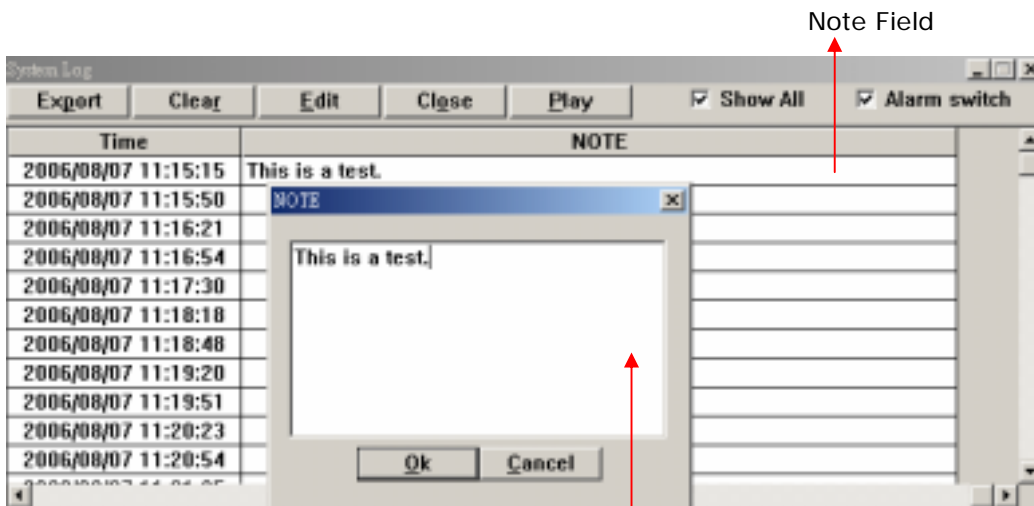 Note Field
System Log
Export Clear Edit Close Play Show All Alarm switch
Time NOTE
2006/08/07 11:15:15 This is a test.
2006/08/07 11:15:50
NOTE
2006/08/07 11:16:21
2006/08/07 11:16:54 This is a test.
2006/08/07 11:17:30
2006/08/07 11:18:18
2006/08/07 11:18:48
2006/08/07 11:19:20
2006/08/07 11:19:51
2006/08/07 11:20:23
2006/08/07 11:20:54
Ok Cancel